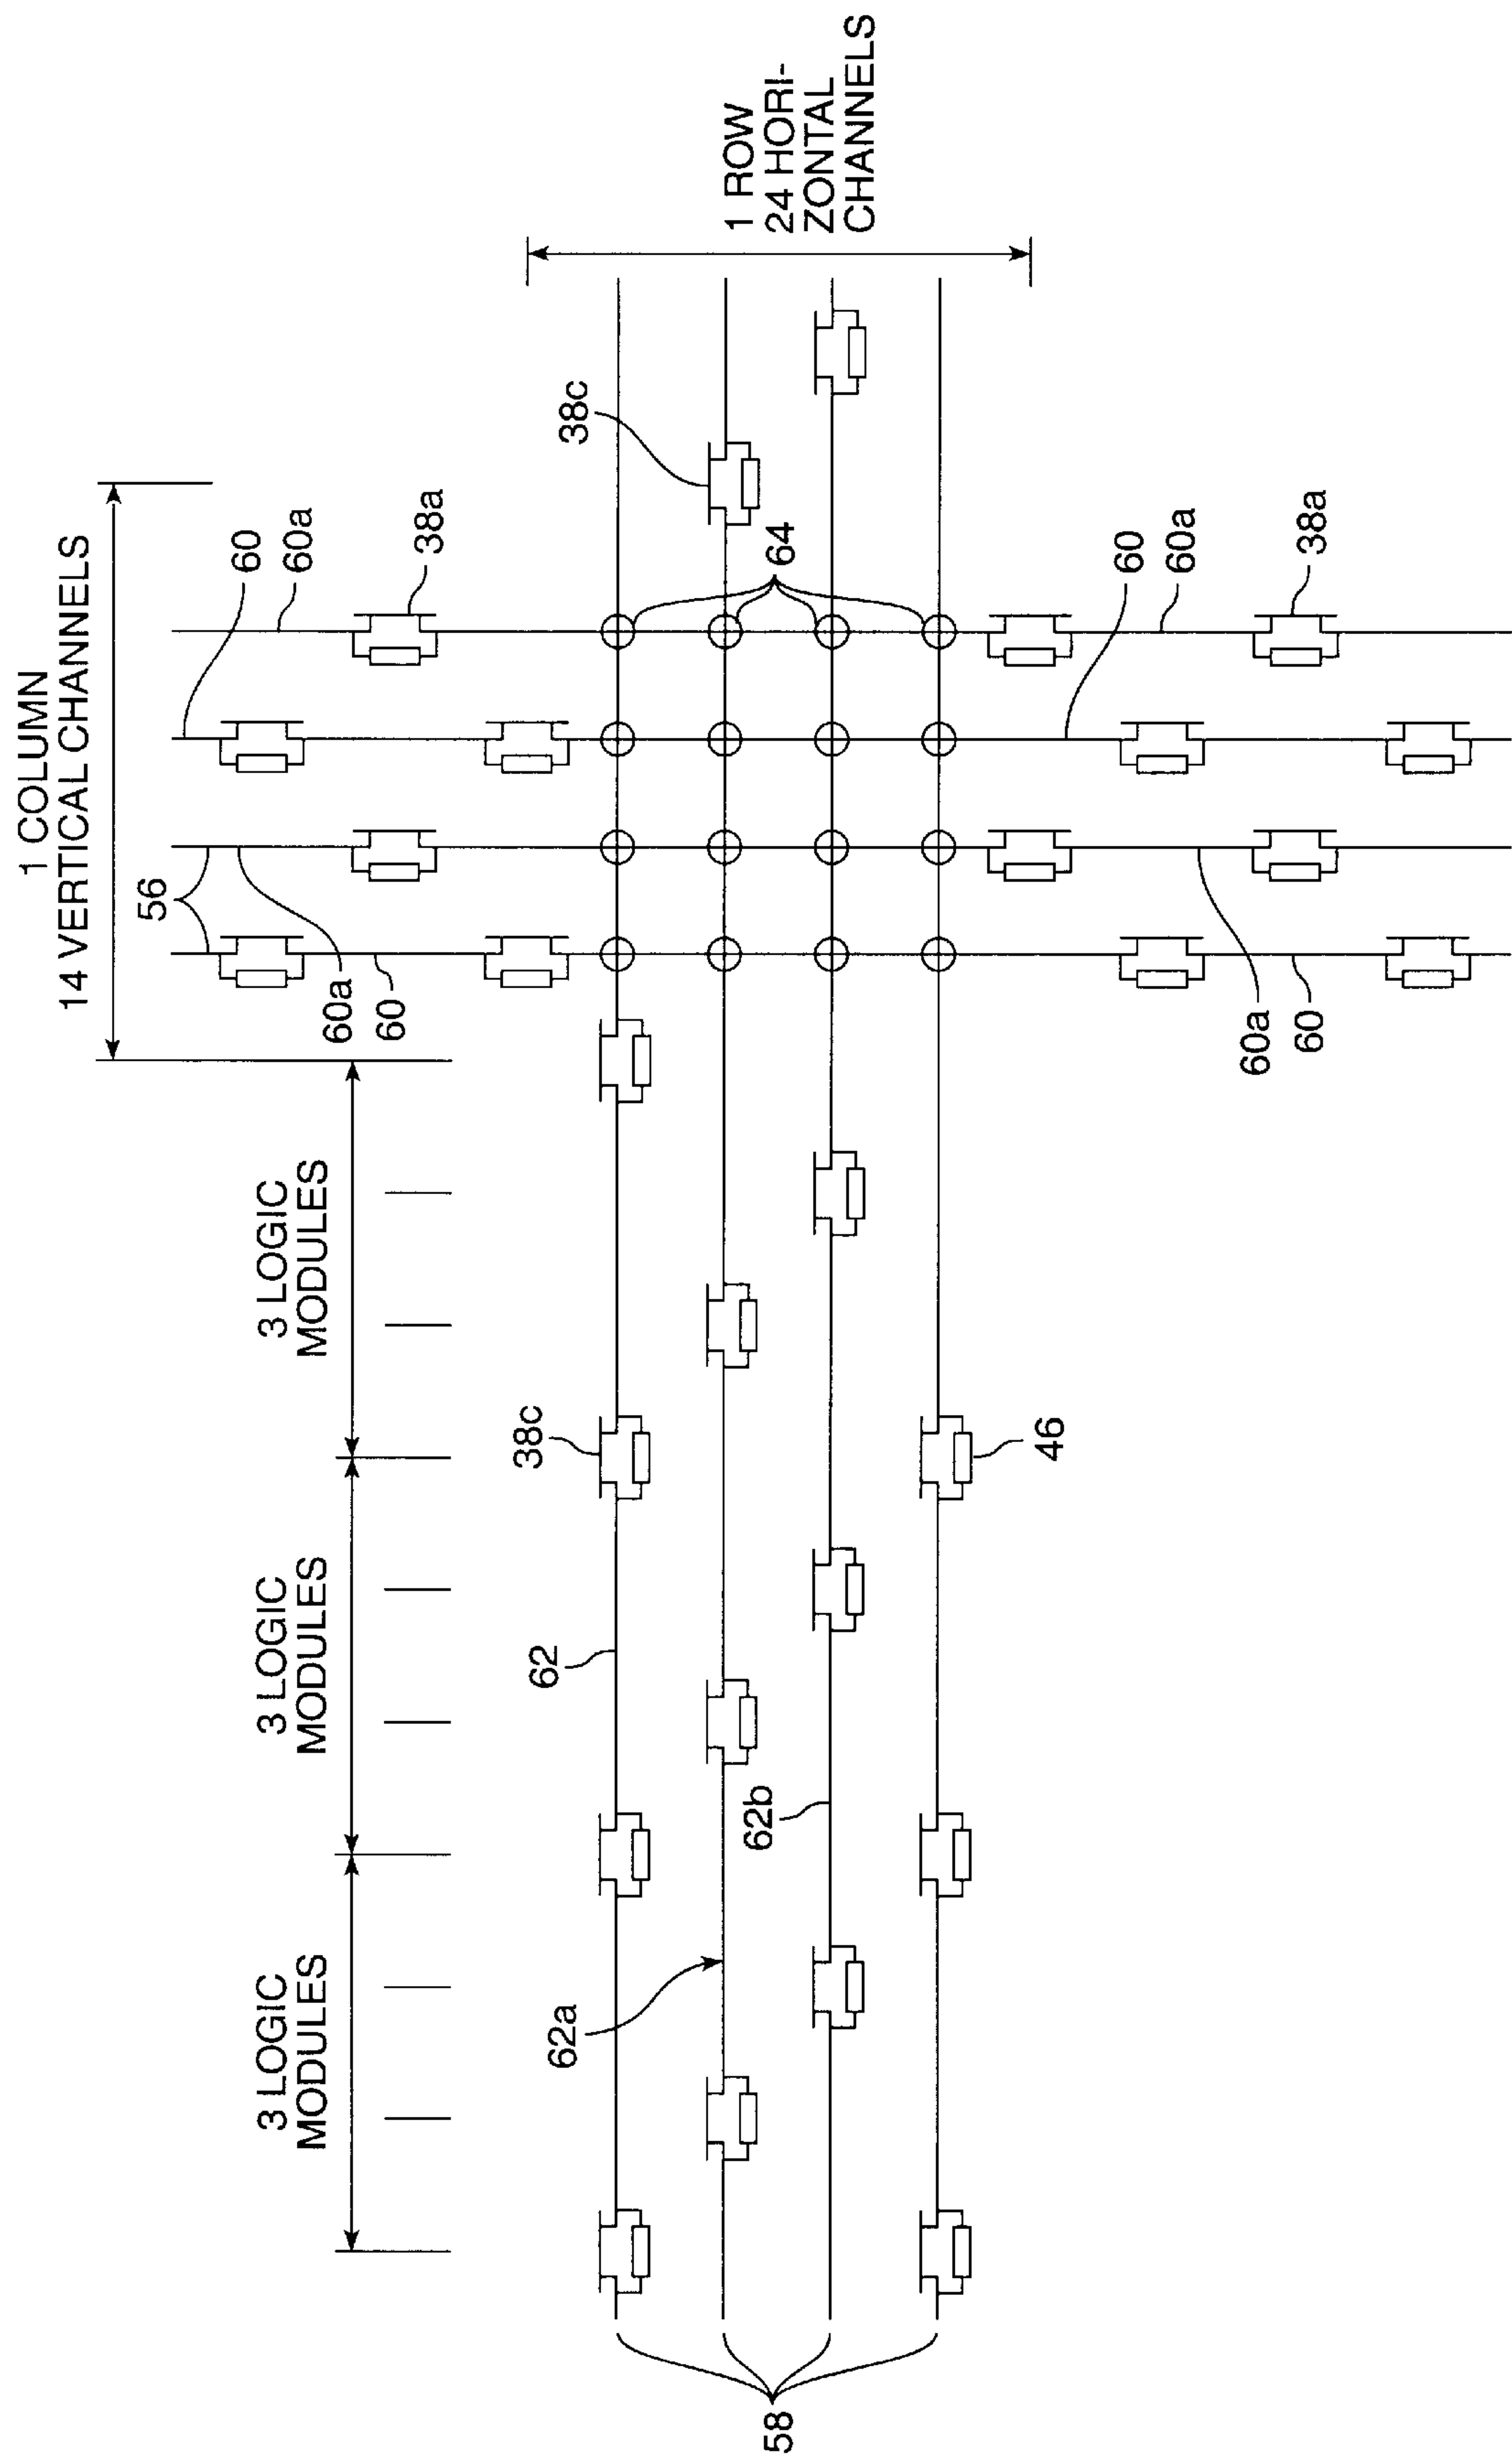 1 COLUMN
14 VERTICAL CHANNELS
56
60
60a
38a
60a
60
3 LOGIC
MODULES
3 LOGIC
MODULES
3 LOGIC
MODULES
38c
64
1 ROW
24 HORI-
ZONTAL
CHANNELS
38c
62
62a
62b
46
58
60
60a
38a
60a
60